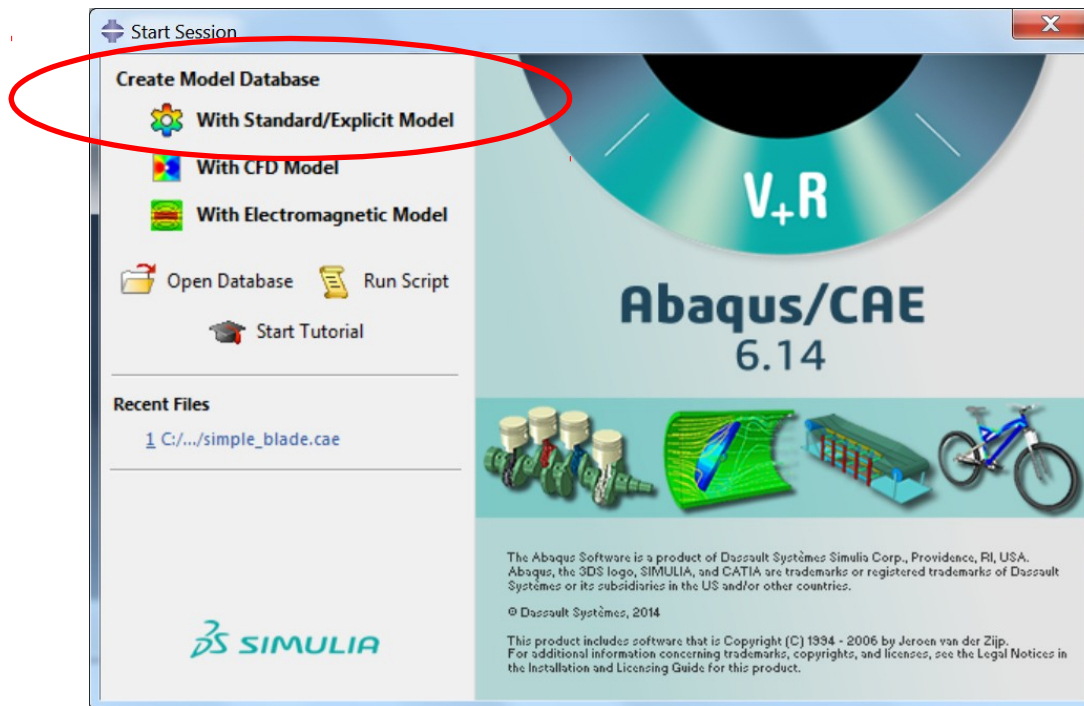 Start Session
Create Model Database
With Standard/Explicit Model
With CFD Model
With Electromagnetic Model
Open Database
Run Script
Start Tutorial
Recent Files
1 C:/.../simple_blade.cae
3DS SIMULIA
V+R
Abaqus/CAE
6.14
The Abaqus Software is a product of Dassault Systèmes Simulia Corp., Providence, RI, USA.
Abaqus, the 3DS logo, SIMULIA, and CATIA are trademarks or registered trademarks of Dassault
Systèmes or its subsidiaries in the US and/or other countries.
© Dassault Systèmes, 2014
This product includes software that is Copyright (C) 1994 - 2006 by Jeroen van der Zijp.
For additional information concerning trademarks, copyrights, and licenses, see the Legal Notices in
the Installation and Licensing Guide for this product.